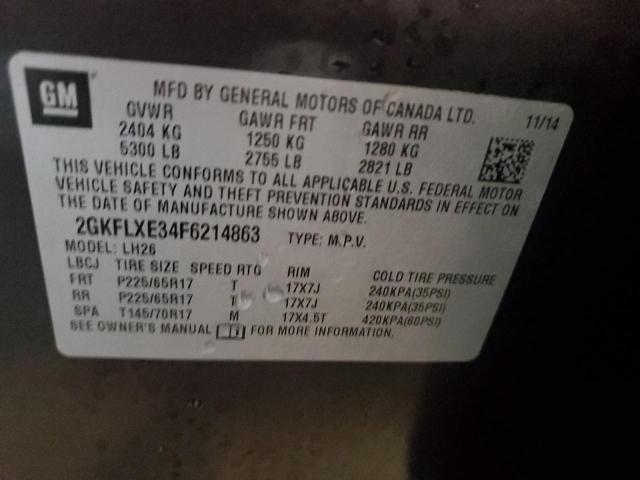 GM
MFD BY GENERAL MOTORS OF CANADA LTD.
11/14
GVWR GAWR FRT GAWR RR
2404 KG 1250 KG 1280 KG
5300 LB 2755 LB 2821 LB
THIS VEHICLE CONFORMS TO ALL APPLICABLE U.S. FEDERAL MOTOR
VEHICLE SAFETY AND THEFT PREVENTION STANDARDS IN EFFECT ON
THE DATE OF MANUFACTURE SHOWN ABOVE.
2GKFLXE34F6214863 TYPE: M.P.V.
MODEL: LH26
LBCJ TIRE SIZE SPEED RTG RIM COLD TIRE PRESSURE
FRT P225/65R17 T 17X7J 240KPA(35PSI)
RR P225/65R17 T 17X7J 240KPA(35PSI)
SPA T145/70R17 M 17X4.5T 420KPA(60PSI)
SEE OWNER'S MANUAL FOR MORE INFORMATION.